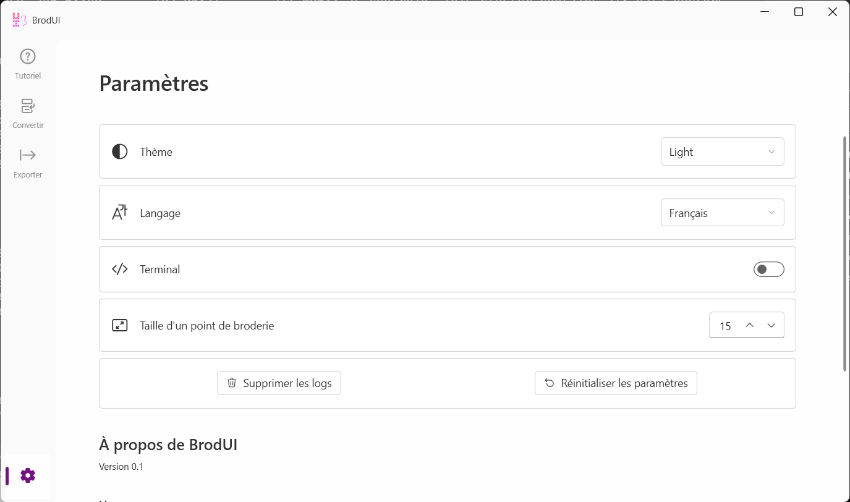 BrodUI
Tutoriel
Convertir
Exporter
Paramètres
Thème
Light
Langage
Français
Terminal
Taille d'un point de broderie
15
Supprimer les logs
Réinitialiser les paramètres
À propos de BrodUI
Version 0.1